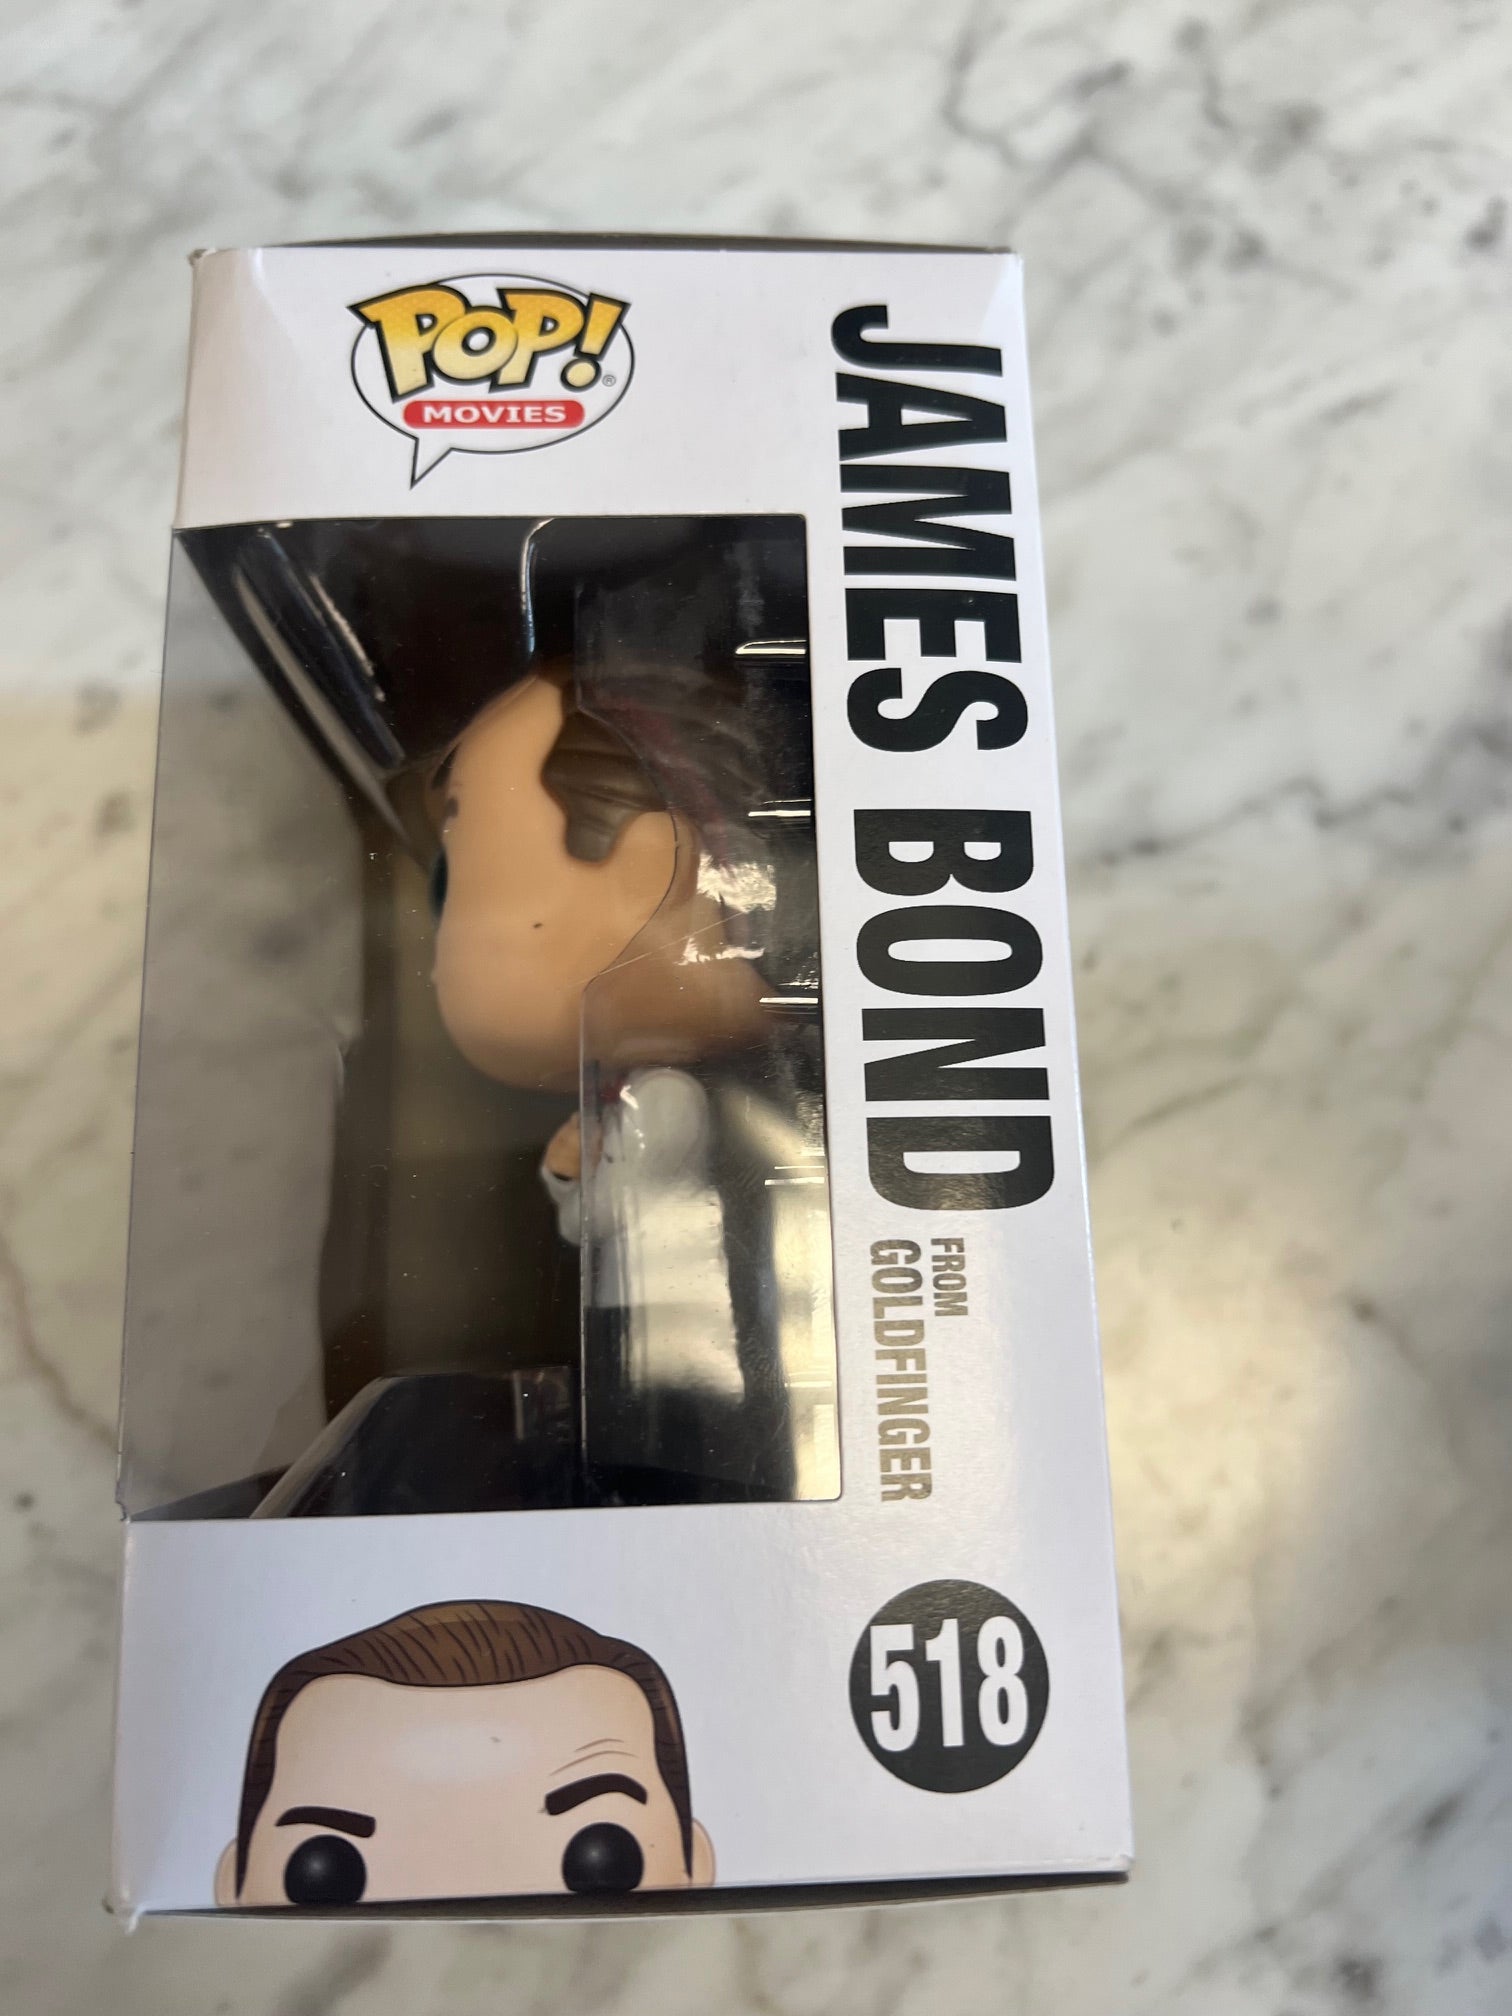 POP!®
MOVIES
JAMES BOND
FROM
GOLDFINGER
518